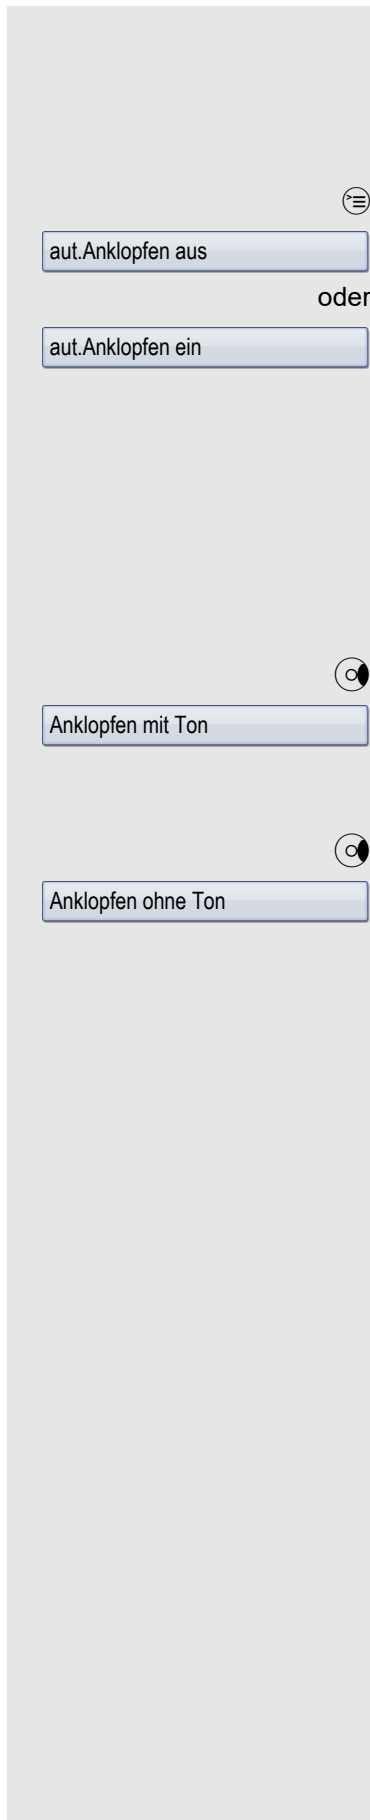 aut.Anklopfen aus
oder
aut.Anklopfen ein
Anklopfen mit Ton
Anklopfen ohne Ton